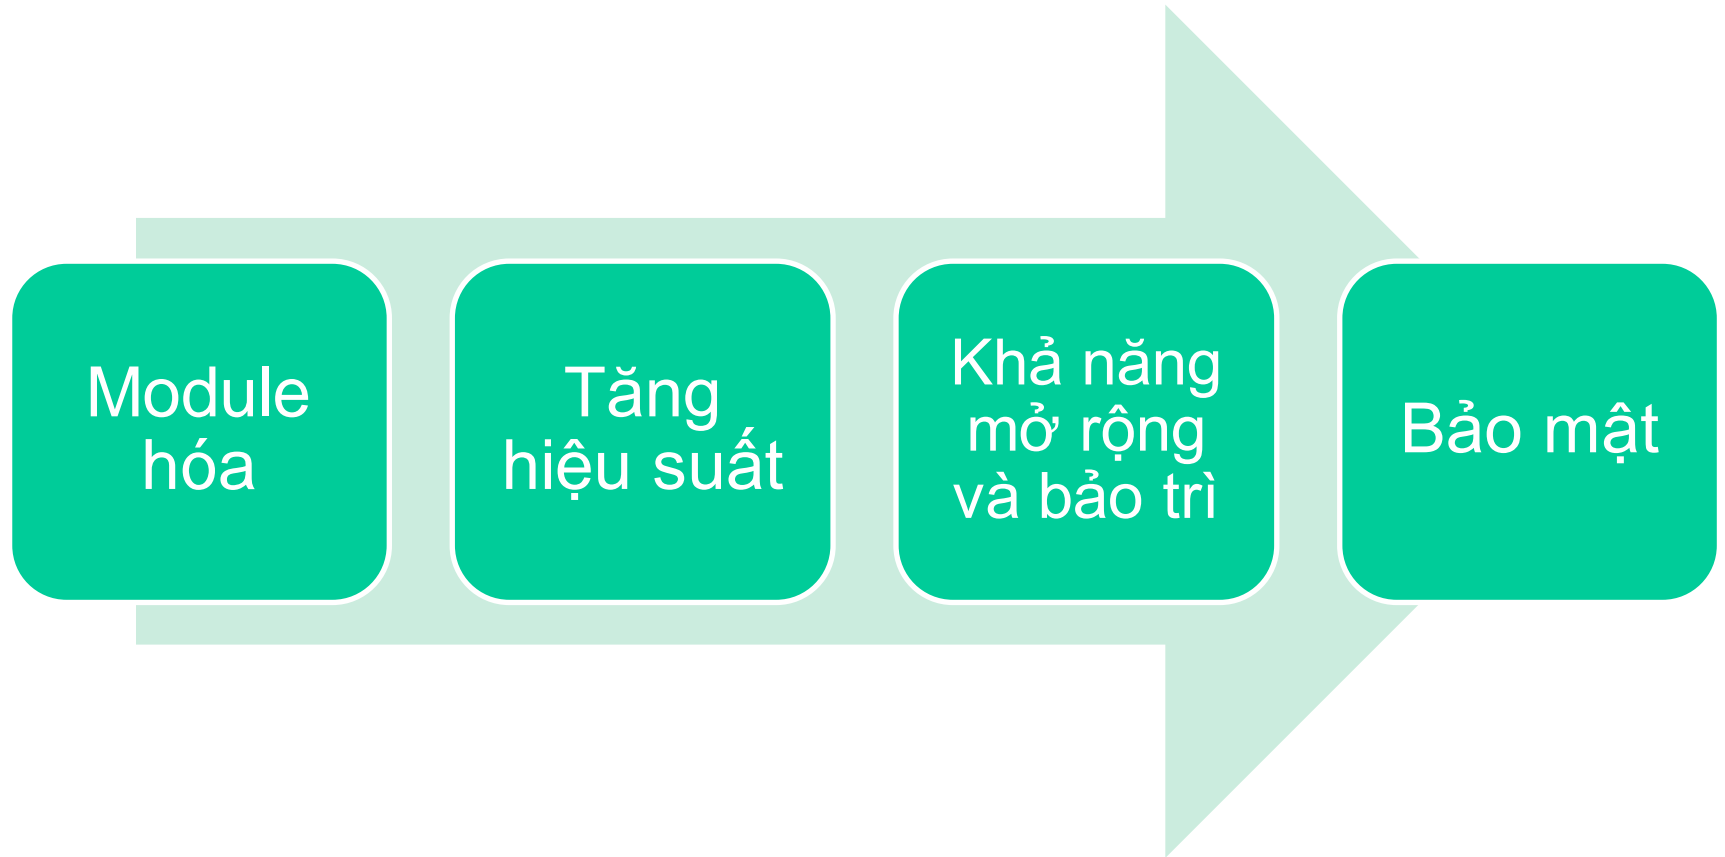 Module
hóa
Tăng
hiệu suất
Khả năng
mở rộng
và bảo trì
Bảo mật